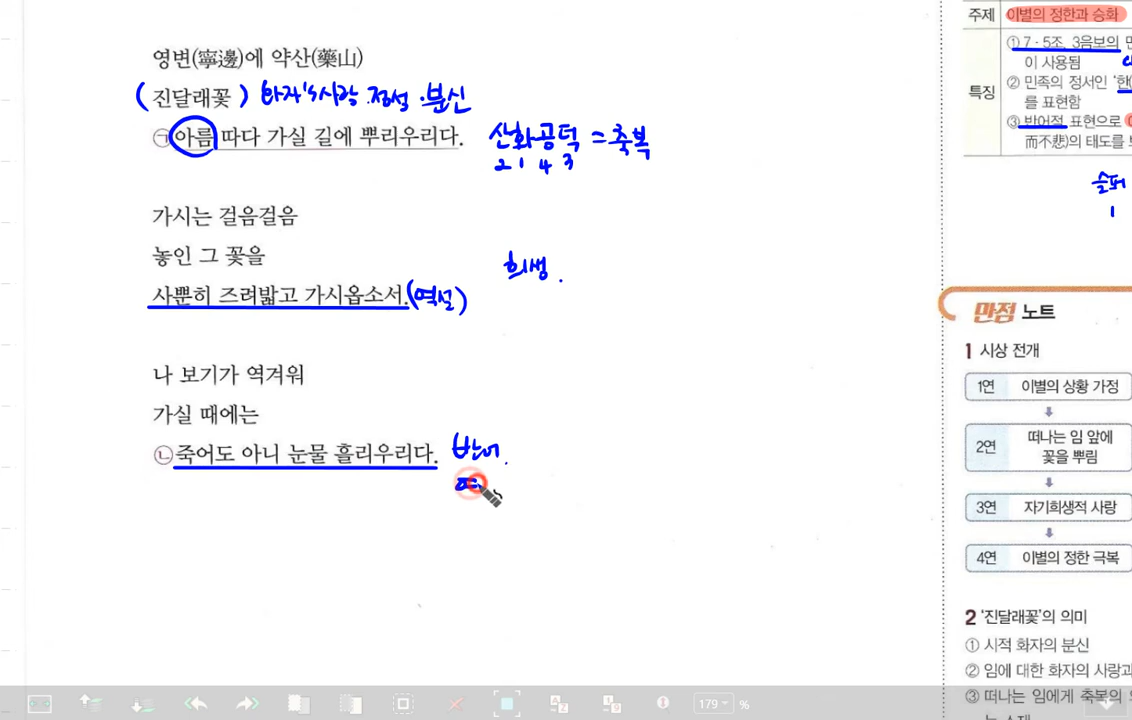 영변(寧邊)에 약산(藥山)
(진달래꽃) 화자's사랑.정성.분신
㉠아름 따다 가실 길에 뿌리우리다. 산화공덕 = 축복
2 1 4 3
가시는 걸음걸음
놓인 그 꽃을
희생.
사뿐히 즈려밟고 가시옵소서.(역설)
나 보기가 역겨워
가실 때에는
㉡죽어도 아니 눈물 흘리우리다. 반어.
179 %
주제 이별의 정한과 승화
특징
① 7·5조, 3음보의
이 사용됨
② 민족의 정서인 '한(
를 표현함
③ 반어적 표현으로
而不悲)의 태도를
슬퍼
1
만점 노트
1 시상 전개
1연 이별의 상황 가정
2연 떠나는 임 앞에
꽃을 뿌림
3연 자기희생적 사랑
4연 이별의 정한 극복
2 '진달래꽃'의 의미
① 시적 화자의 분신
② 임에 대한 화자의 사랑과
③ 떠나는 임에게 축복의